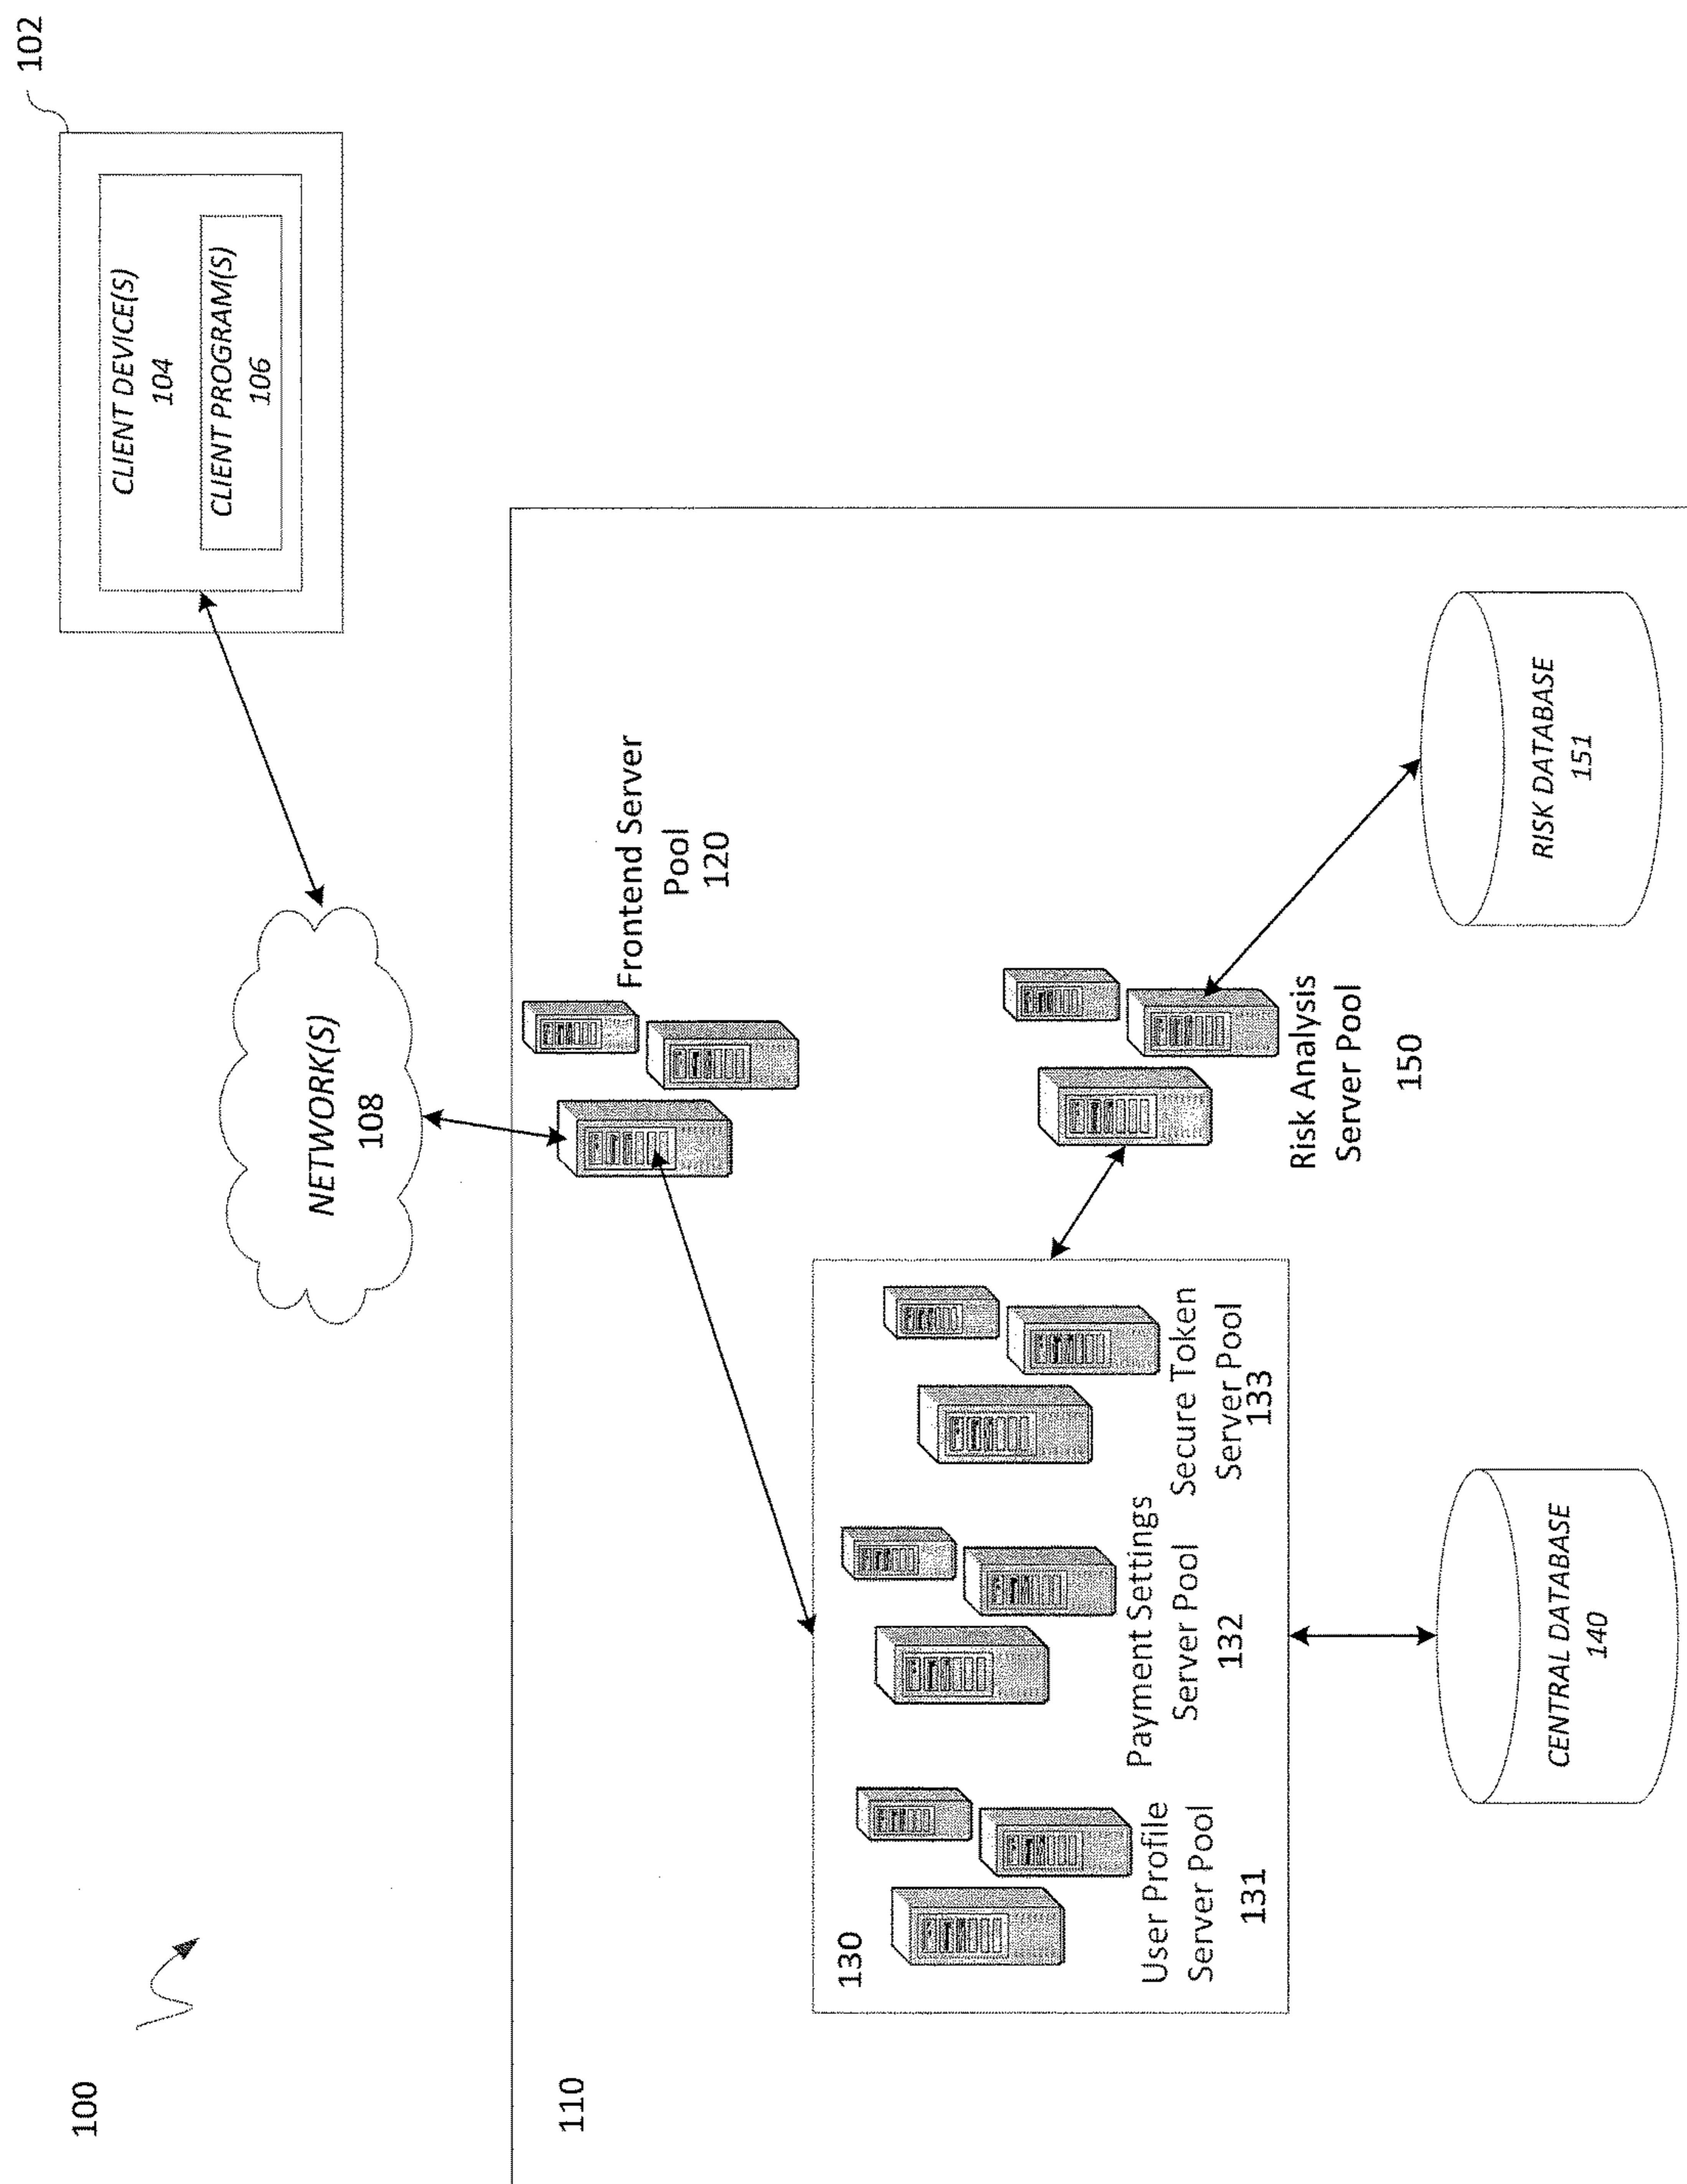 100
102
CLIENT DEVICE(S)
104
CLIENT PROGRAM(S)
106
NETWORK(S)
108
110
Frontend Server
Pool
120
130
User Profile
Server Pool
131
Payment Settings
Server Pool
132
Secure Token
Server Pool
133
Risk Analysis
Server Pool
150
CENTRAL DATABASE
140
RISK DATABASE
151